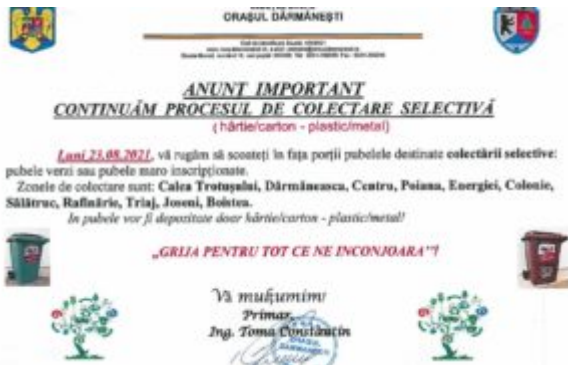 ORAȘUL DĂRMĂNEȘTI
ANUNT IMPORTANT
CONTINUĂM PROCESUL DE COLECTARE SELECTIVĂ
( hârtie/carton - plastic/metal)
Luni 23.08.2021, vă rugăm să scoateți în fața porții pubelele destinate colectării selective:
pubele verzi sau pubele maro inscripționate.
Zonele de colectare sunt: Calea Trotușului, Dărmăneasca, Centru, Poiana, Energiei, Colonie,
Sălătruc, Rafinărie, Triaj, Joseni, Boiștea.
În pubele vor fi depozitate doar hârtie/carton - plastic/metal!
„GRIJA PENTRU TOT CE NE INCONJOARA"!
Vă mulțumim!
Primar,
Ing. Toma Constantin